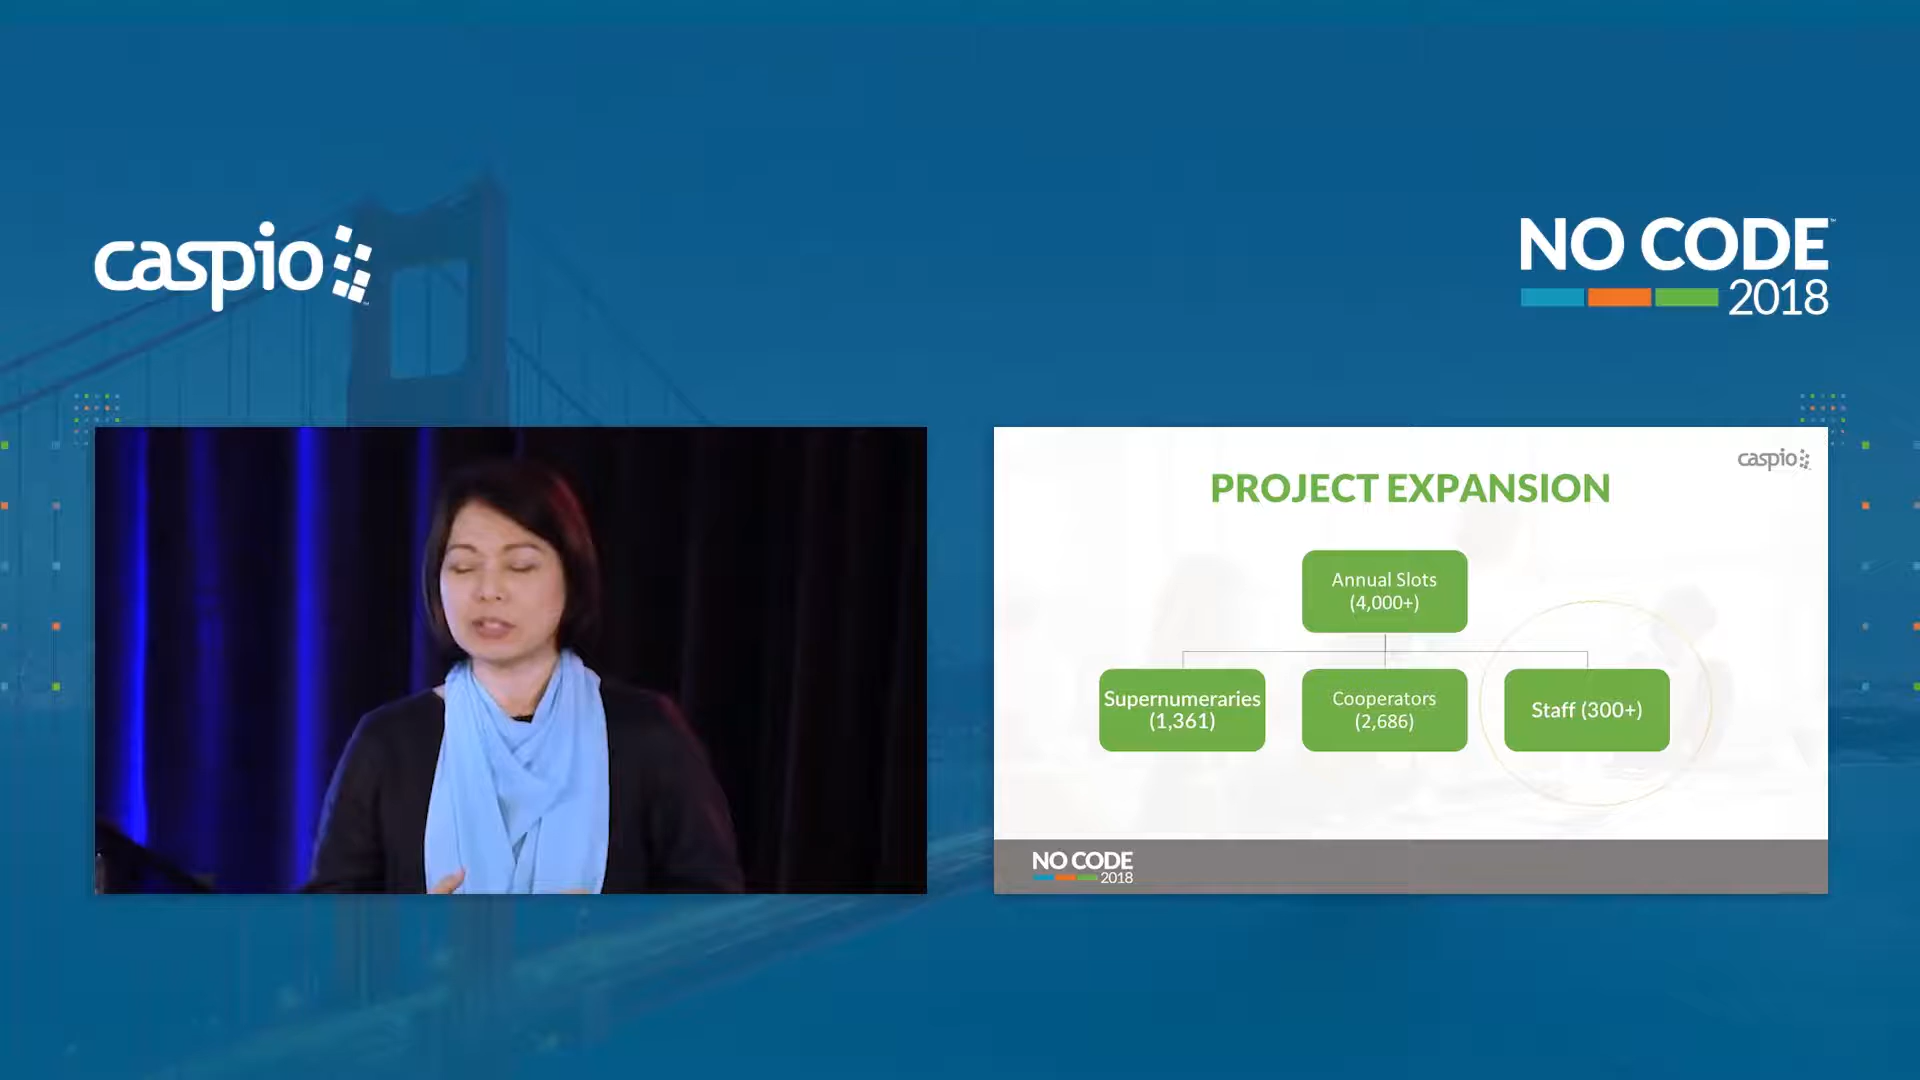 caspio
NO CODE™
2018
caspio
PROJECT EXPANSION
Annual Slots
(4,000+)
Supernumeraries
(1,361)
Cooperators
(2,686)
Staff (300+)
NO CODE
2018